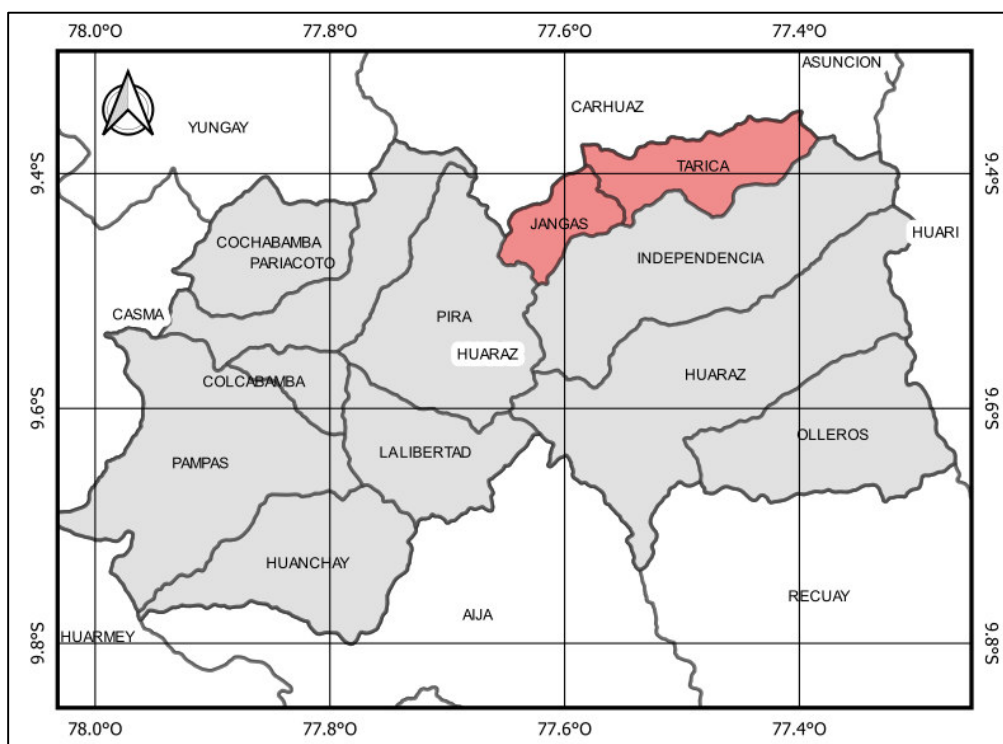 78.0°O 77.8°O 77.6°O 77.4°O
ASUNCION
CARHUAZ
YUNGAY
9.4°S TARICA 9.4°S
JANGAS
HUARI
COCHABAMBA
PARIACOTO INDEPENDENCIA
CASMA PIRA
HUARAZ
HUARAZ
COLCABAMBA
9.6°S 9.6°S
OLLEROS
LA LIBERTAD
PAMPAS
HUANCHAY
RECUAY
AIJA
HUARMEY
9.8°S 9.8°S
78.0°O 77.8°O 77.6°O 77.4°O